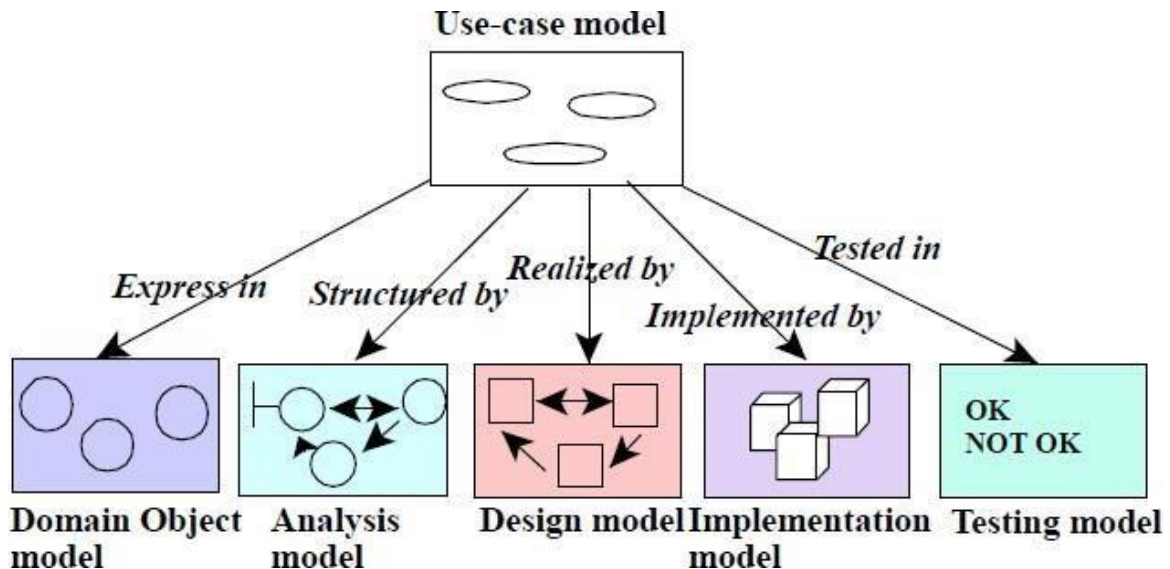 Use-case model
Express in
Structured by
Realized by
Implemented by
Tested in
OK
NOT OK
Domain Object
model
Analysis
model
Design model
Implementation
model
Testing model